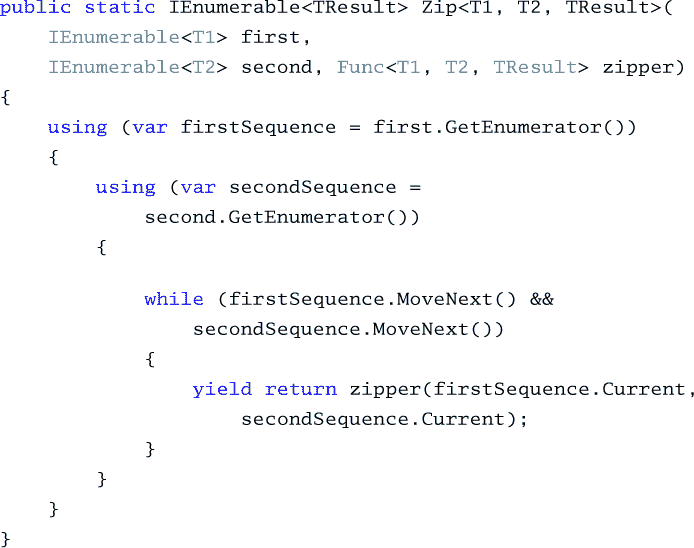 public static IEnumerable<TResult> Zip<T1, T2, TResult>(
    IEnumerable<T1> first,
    IEnumerable<T2> second, Func<T1, T2, TResult> zipper)
{
    using (var firstSequence = first.GetEnumerator())
    {
        using (var secondSequence =
            second.GetEnumerator())
        {
            while (firstSequence.MoveNext() &&
                secondSequence.MoveNext())
            {
                yield return zipper(firstSequence.Current,
                    secondSequence.Current);
            }
        }
    }
}